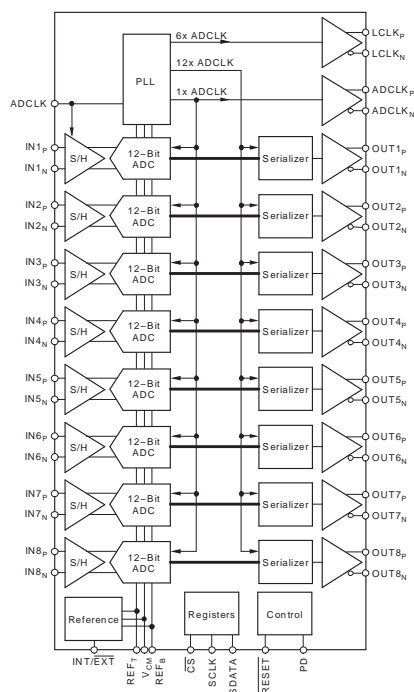 6x ADCLK
LCLKP
LCLKN
12x ADCLK
PLL
1x ADCLK
ADCLKP
ADCLKN
ADCLK
IN1P
IN1N
S/H
12-Bit
ADC
Serializer
OUT1P
OUT1N
IN2P
IN2N
S/H
12-Bit
ADC
Serializer
OUT2P
OUT2N
IN3P
IN3N
S/H
12-Bit
ADC
Serializer
OUT3P
OUT3N
IN4P
IN4N
S/H
12-Bit
ADC
Serializer
OUT4P
OUT4N
IN5P
IN5N
S/H
12-Bit
ADC
Serializer
OUT5P
OUT5N
IN6P
IN6N
S/H
12-Bit
ADC
Serializer
OUT6P
OUT6N
IN7P
IN7N
S/H
12-Bit
ADC
Serializer
OUT7P
OUT7N
IN8P
IN8N
S/H
12-Bit
ADC
Serializer
OUT8P
OUT8N
Reference
Registers
Control
INT/EXT
REFT
VCM
REFB
CS
SCLK
SDATA
RESET
PD